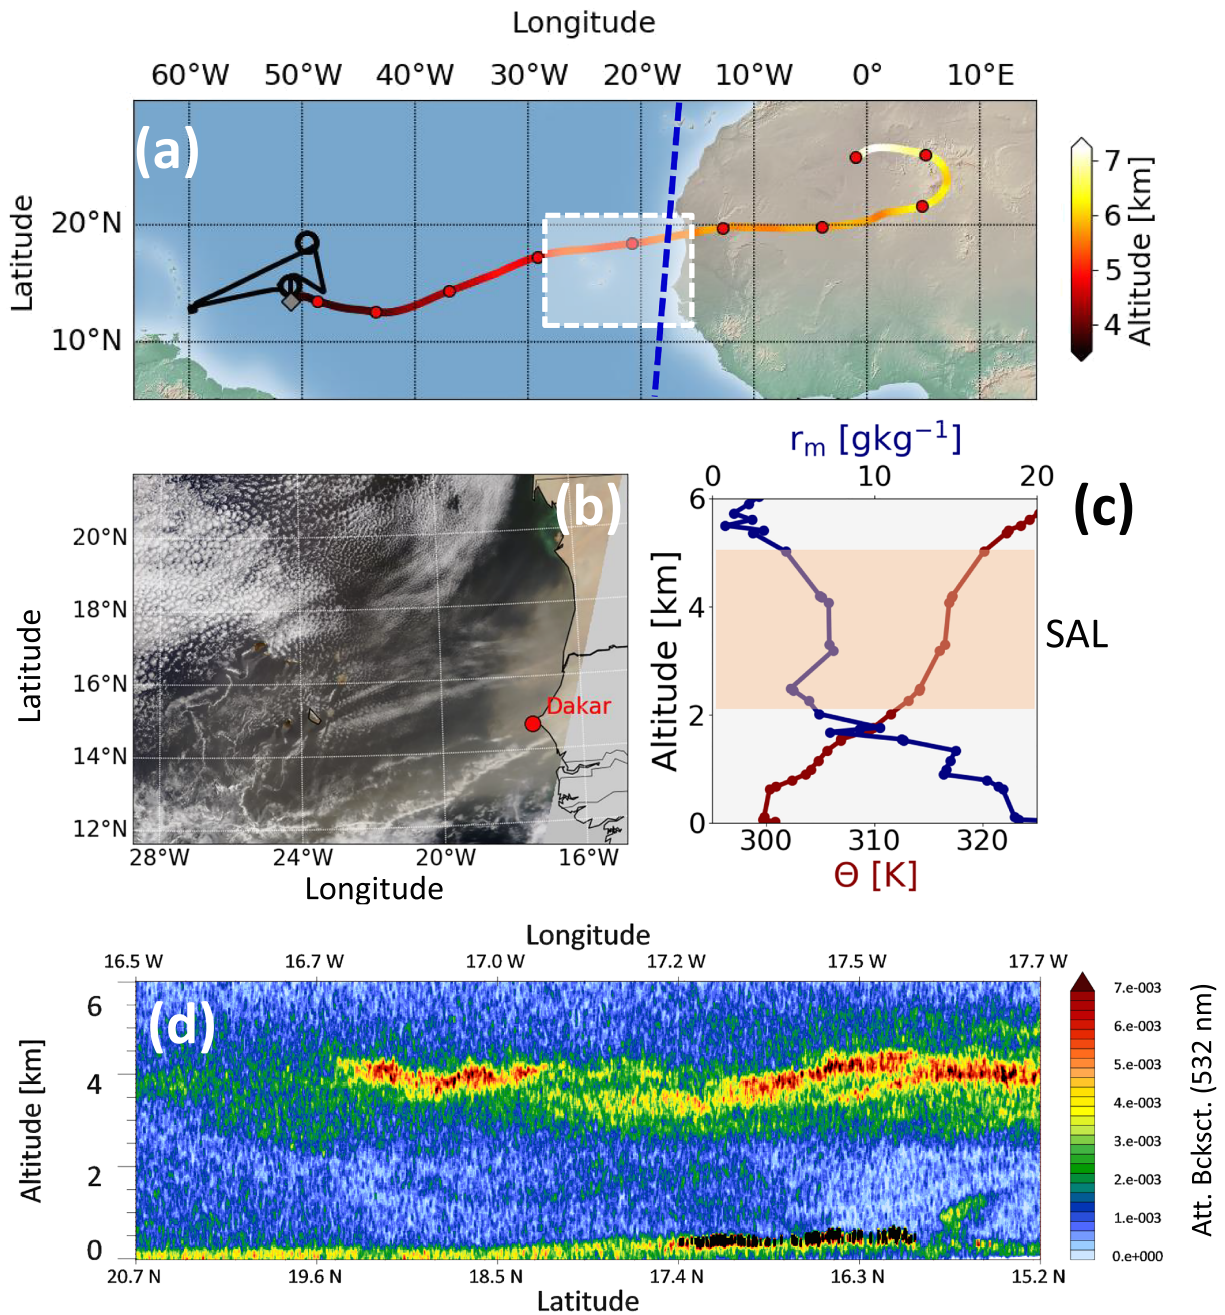 Longitude
60°W 50°W 40°W 30°W 20°W 10°W 0° 10°E
(a)
Latitude
20°N
10°N
7
6
5
4
Altitude [km]
(b)
Latitude
20°N
18°N
16°N
14°N
12°N
Dakar
28°W 24°W 20°W 16°W
Longitude
rₘ [gkg⁻¹]
0 10 20
(c)
Altitude [km]
6
4
2
0
SAL
300 310 320
Θ [K]
Longitude
16.5 W 16.7 W 17.0 W 17.2 W 17.5 W 17.7 W
(d)
Altitude [km]
6
4
2
0
20.7 N 19.6 N 18.5 N 17.4 N 16.3 N 15.2 N
Latitude
7.e-003
6.e-003
5.e-003
4.e-003
3.e-003
2.e-003
1.e-003
0.e+000
Att. Bcksct. (532 nm)